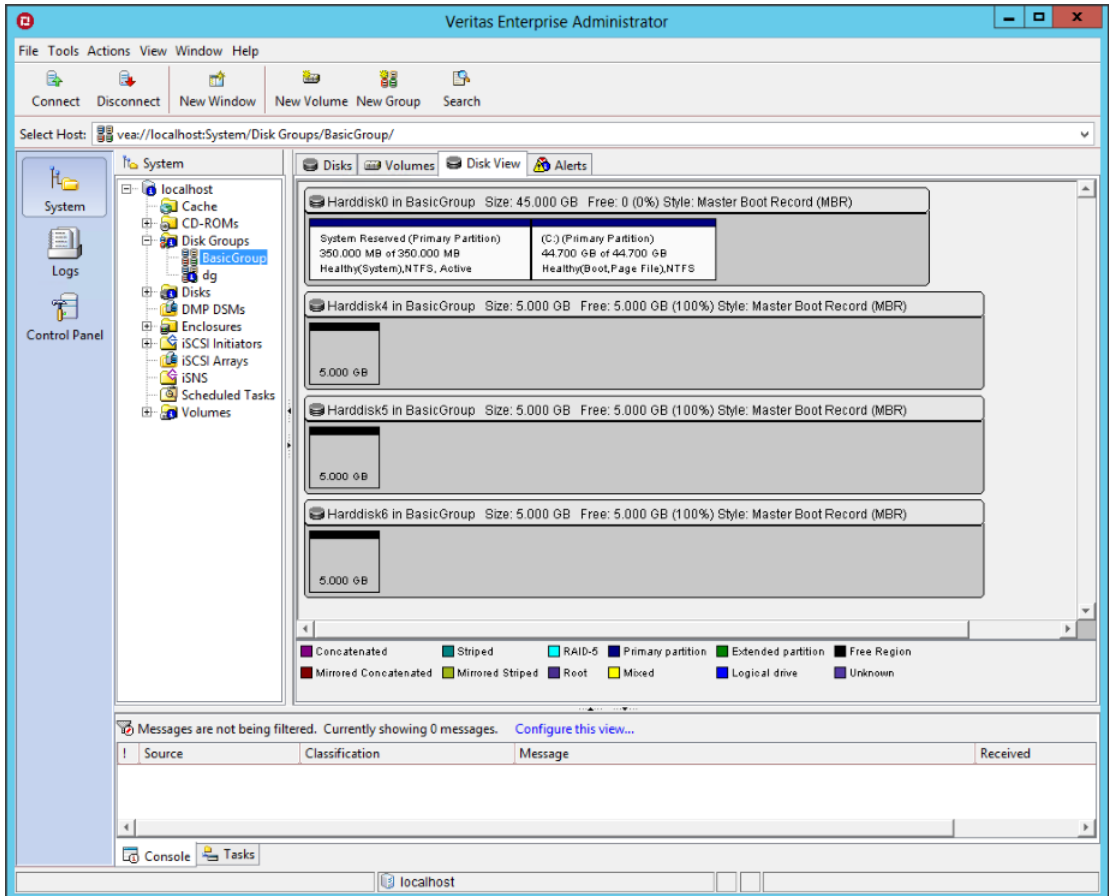 Veritas Enterprise Administrator
File Tools Actions View Window Help
Connect Disconnect New Window New Volume New Group Search
Select Host: vea://localhost:System/Disk Groups/BasicGroup/
System
Logs
Control Panel
System
localhost
Cache
CD-ROMs
Disk Groups
BasicGroup
dg
Disks
DMP DSMs
Enclosures
iSCSI Initiators
iSCSI Arrays
iSNS
Scheduled Tasks
Volumes
Disks Volumes Disk View Alerts
Harddisk0 in BasicGroup Size: 45.000 GB Free: 0 (0%) Style: Master Boot Record (MBR)
System Reserved (Primary Partition)
350.000 MB of 350.000 MB
Healthy(System),NTFS, Active
(C:) (Primary Partition)
44.700 GB of 44.700 GB
Healthy(Boot,Page File),NTFS
Harddisk4 in BasicGroup Size: 5.000 GB Free: 5.000 GB (100%) Style: Master Boot Record (MBR)
5.000 GB
Harddisk5 in BasicGroup Size: 5.000 GB Free: 5.000 GB (100%) Style: Master Boot Record (MBR)
5.000 GB
Harddisk6 in BasicGroup Size: 5.000 GB Free: 5.000 GB (100%) Style: Master Boot Record (MBR)
5.000 GB
Concatenated Striped RAID-5 Primary partition Extended partition Free Region
Mirrored Concatenated Mirrored Striped Root Mixed Logical drive Unknown
Messages are not being filtered. Currently showing 0 messages. Configure this view...
! Source Classification Message Received
Console Tasks
localhost